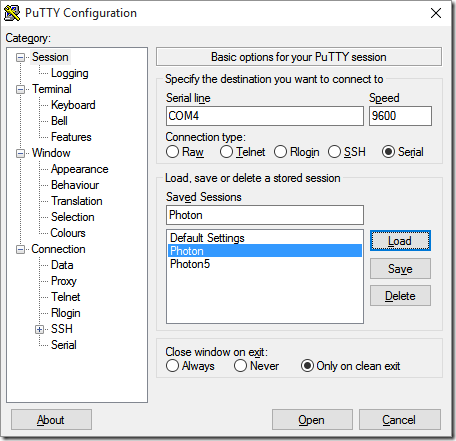 PuTTY Configuration
Category:
Session
Logging
Terminal
Keyboard
Bell
Features
Window
Appearance
Behaviour
Translation
Selection
Colours
Connection
Data
Proxy
Telnet
Rlogin
SSH
Serial
Basic options for your PuTTY session
Specify the destination you want to connect to
Serial line Speed
COM4 9600
Connection type:
Raw Telnet Rlogin SSH Serial
Load, save or delete a stored session
Saved Sessions
Photon
Default Settings
Photon
Photon5
Load
Save
Delete
Close window on exit:
Always Never Only on clean exit
About Open Cancel